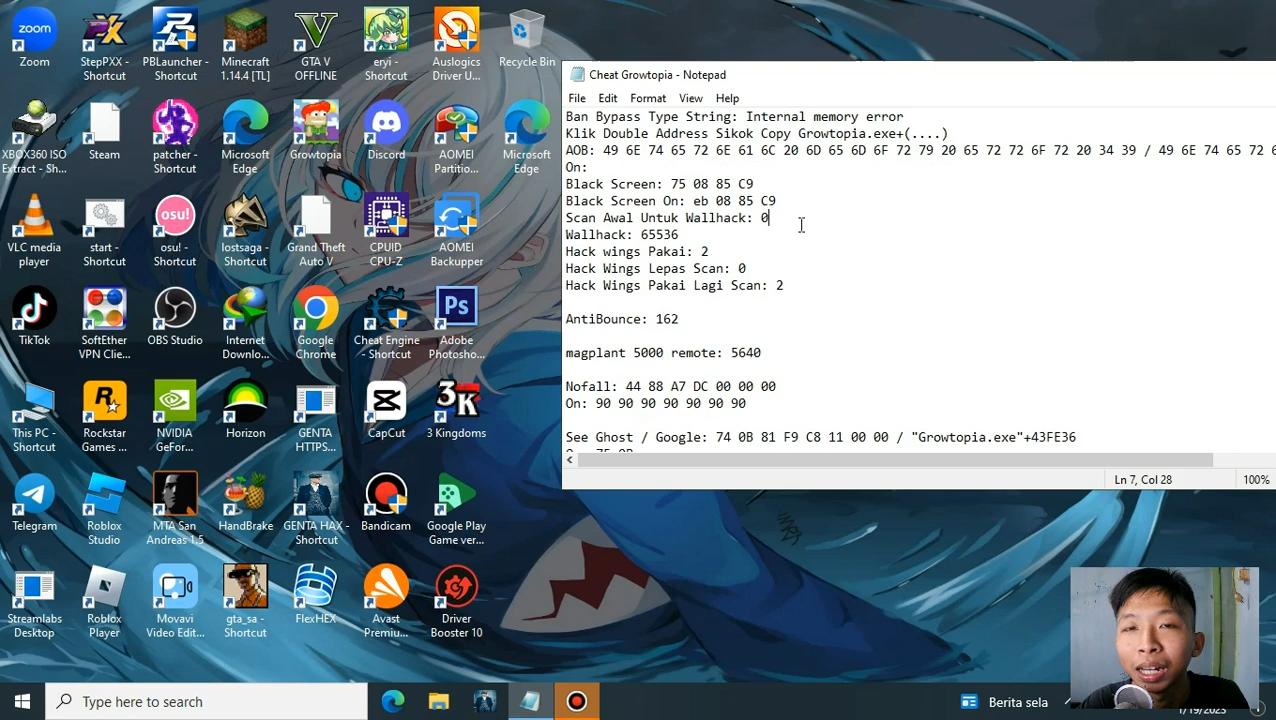 Zoom
StepPXX - Shortcut
PBLauncher - Shortcut
Minecraft 1.14.4 [TL]
GTA V OFFLINE
eryi - Shortcut
Auslogics Driver U...
Recycle Bin
XBOX360 ISO Extract - Sh...
Steam
patcher - Shortcut
Microsoft Edge
Growtopia
Discord
AOMEI Partitio...
Microsoft Edge
VLC media player
start - Shortcut
osu!
osu! - Shortcut
lostsaga - Shortcut
Grand Theft Auto V
CPUID CPU-Z
AOMEI Backupper
TikTok
SoftEther VPN Clie...
OBS Studio
Internet Downlo...
Google Chrome
Cheat Engine - Shortcut
Ps
Adobe Photosho...
This PC - Shortcut
Rockstar Games ...
NVIDIA GeFor...
Horizon
GENTA HTTPS...
CapCut
3K
3 Kingdoms
Telegram
Roblox Studio
MTA San Andreas 1.5
HandBrake
GENTA HAX - Shortcut
Bandicam
Google Play Game ver...
Streamlabs Desktop
Roblox Player
Movavi Video Edit...
gta_sa - Shortcut
FlexHEX
Avast Premiu...
Driver Booster 10
Cheat Growtopia - Notepad
File Edit Format View Help
Ban Bypass Type String: Internal memory error
Klik Double Address Sikok Copy Growtopia.exe+(....)
AOB: 49 6E 74 65 72 6E 61 6C 20 6D 65 6D 6F 72 79 20 65 72 72 6F 72 20 34 39 / 49 6E 74 65 72 6
On:
Black Screen: 75 08 85 C9
Black Screen On: eb 08 85 C9
Scan Awal Untuk Wallhack: 0
Wallhack: 65536
Hack wings Pakai: 2
Hack Wings Lepas Scan: 0
Hack Wings Pakai Lagi Scan: 2
AntiBounce: 162
magplant 5000 remote: 5640
Nofall: 44 88 A7 DC 00 00 00
On: 90 90 90 90 90 90 90
See Ghost / Google: 74 0B 81 F9 C8 11 00 00 / "Growtopia.exe"+43FE36
Ln 7, Col 28
100%
Type here to search
Berita sela
1/19/2023